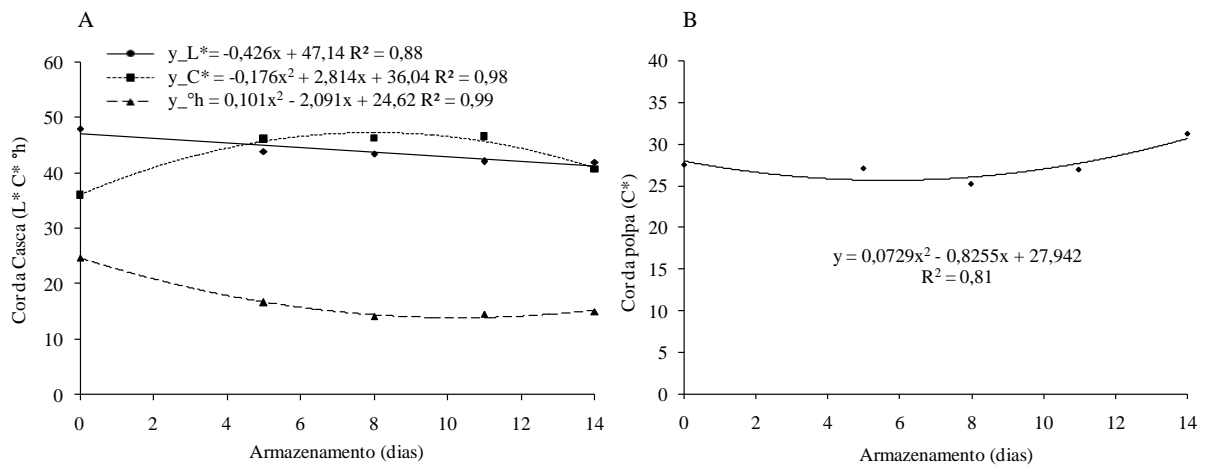 A
y_L*= -0,426x + 47,14 R² = 0,88
y_C* = -0,176x² + 2,814x + 36,04 R² = 0,98
y_°h = 0,101x² - 2,091x + 24,62 R² = 0,99
Cor da Casca (L* C* °h)
60
50
40
30
20
10
0
0 2 4 6 8 10 12 14
Armazenamento (dias)
B
Cor da polpa (C*)
40
35
30
25
20
15
10
5
0
y = 0,0729x² - 0,8255x + 27,942
R² = 0,81
0 2 4 6 8 10 12 14
Armazenamento (dias)